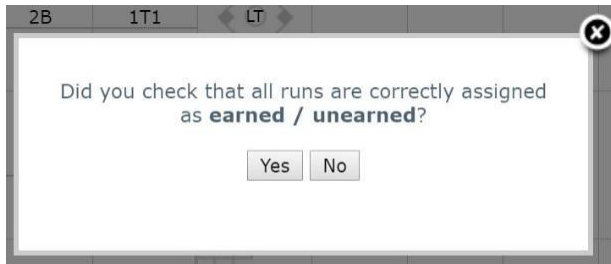 2B 1T1 LT
Did you check that all runs are correctly assigned
as earned / unearned?
Yes No